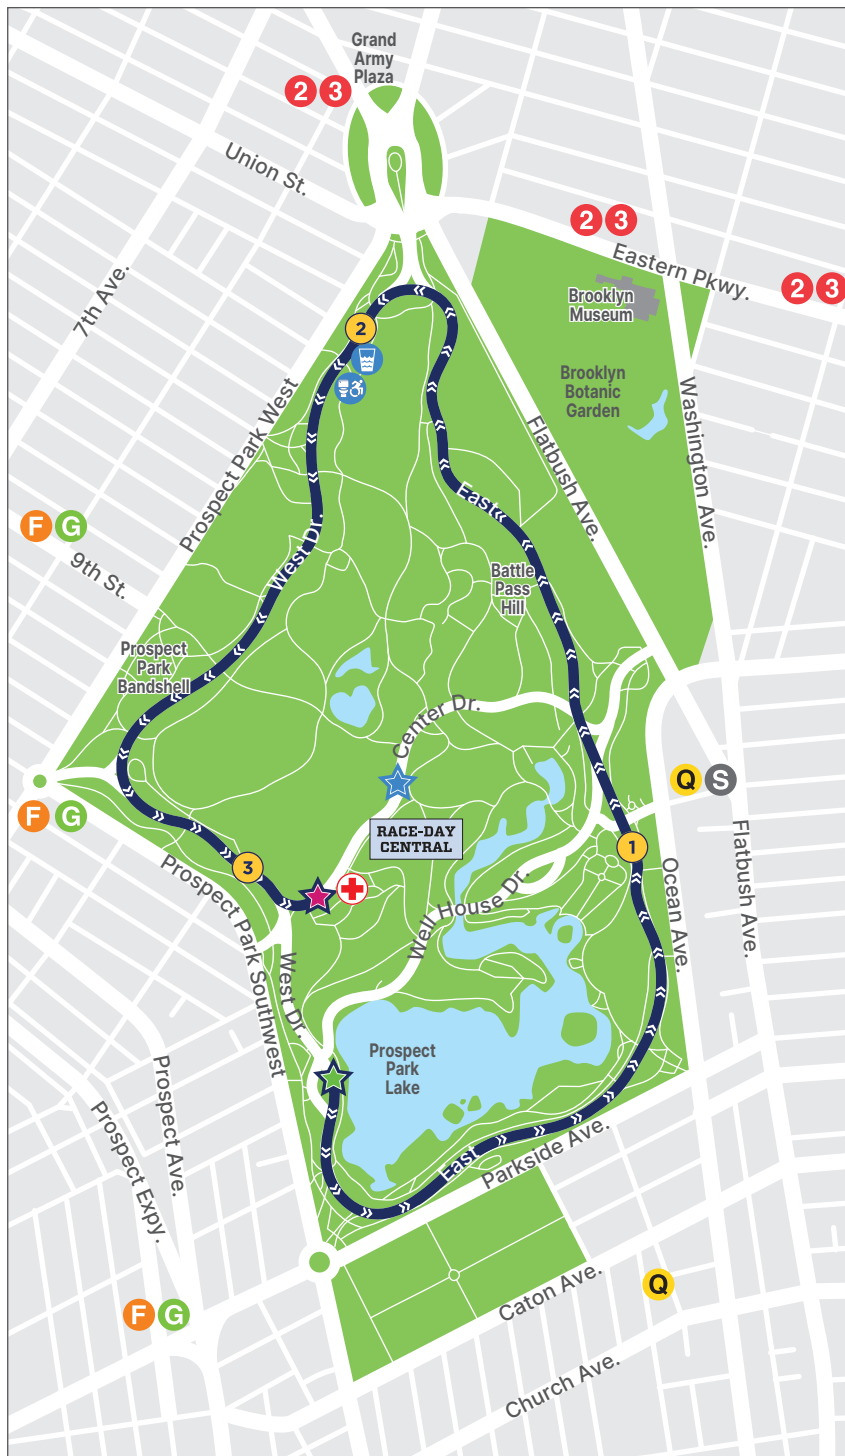 Grand
Army
Plaza
2 3
Union St.
2 3
Eastern Pkwy.
2 3
7th Ave.
Brooklyn
Museum
2
Brooklyn
Botanic
Garden
Prospect Park West
Washington Ave.
Flatbush Ave.
East
F G
West Dr.
9th St.
Battle
Pass
Hill
Prospect
Park
Bandshell
Center Dr.
Q S
F G
RACE-DAY
CENTRAL
1
3
Flatbush Ave.
Ocean Ave.
Prospect Park Southwest
Well House Dr.
West Dr.
Prospect
Park
Lake
Prospect Ave.
Prospect Expy.
East
Parkside Ave.
Caton Ave.
Q
F G
Church Ave.